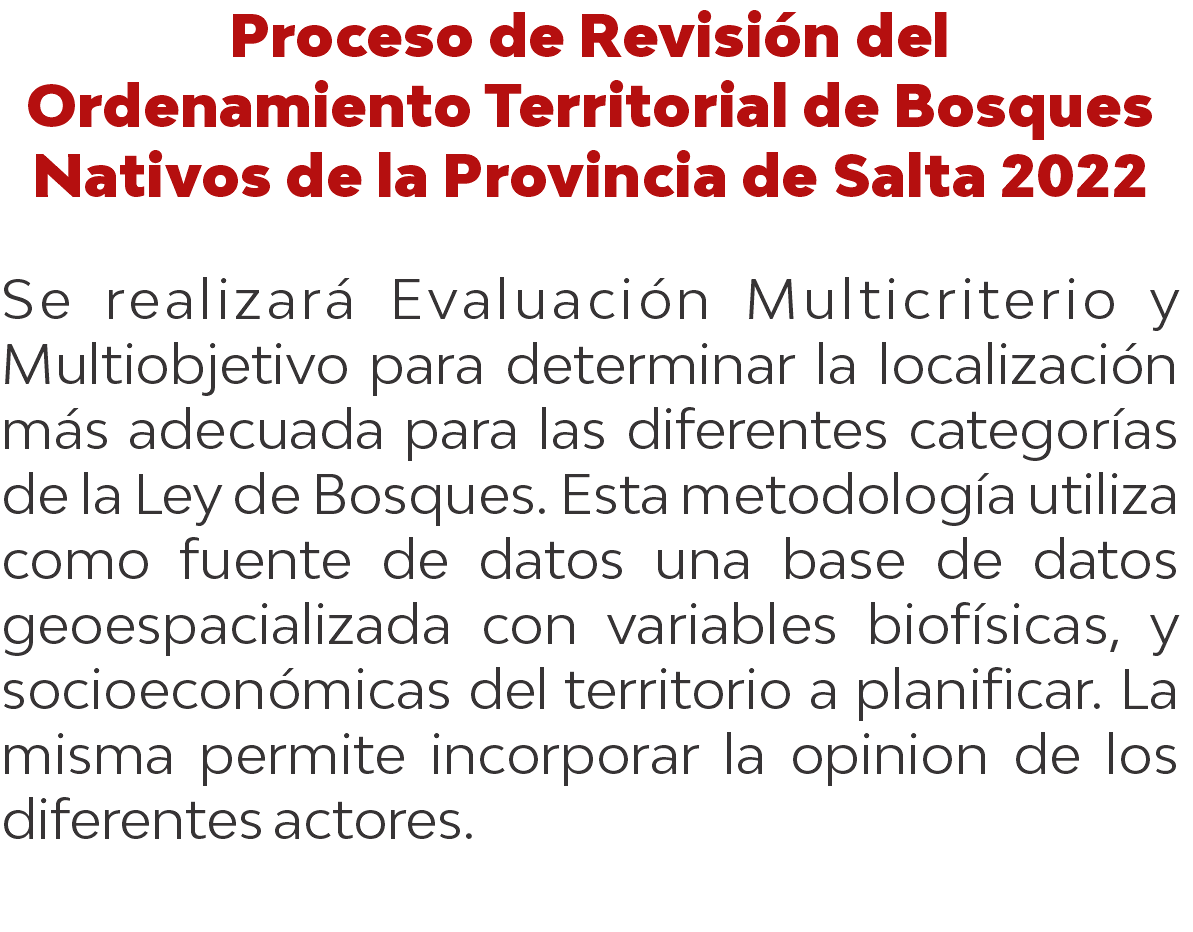 Proceso de Revisión del
Ordenamiento Territorial de Bosques
Nativos de la Provincia de Salta 2022
Se realizará Evaluación Multicriterio y
Multiobjetivo para determinar la localización
más adecuada para las diferentes categorías
de la Ley de Bosques. Esta metodología utiliza
como fuente de datos una base de datos
geoespacializada con variables biofísicas, y
socioeconómicas del territorio a planificar. La
misma permite incorporar la opinion de los
diferentes actores.